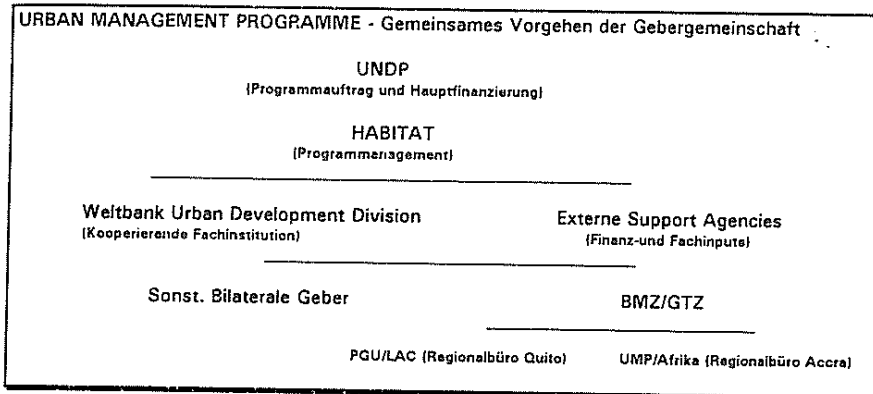 URBAN MANAGEMENT PROGRAMME - Gemeinsames Vorgehen der Gebergemeinschaft
UNDP
(Programmauftrag und Hauptfinanzierung)
HABITAT
(Programmanagement)
Weltbank Urban Development Division Externe Support Agencies
(Kooperierende Fachinstitution) (Finanz-und Fachinputs)
Sonst. Bilaterale Geber BMZ/GTZ
PGU/LAC (Regionalbüro Quito) UMP/Afrika (Regionalbüro Accra)